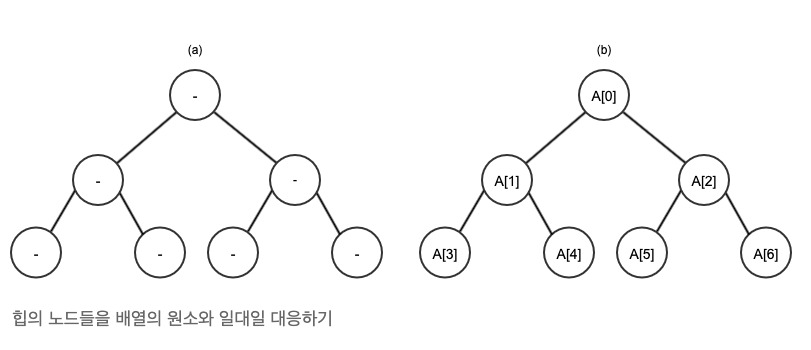 (a)
(b)
-
A[0]
-
-
A[1]
A[2]
-
-
-
-
A[3]
A[4]
A[5]
A[6]
힙의 노드들을 배열의 원소와 일대일 대응하기